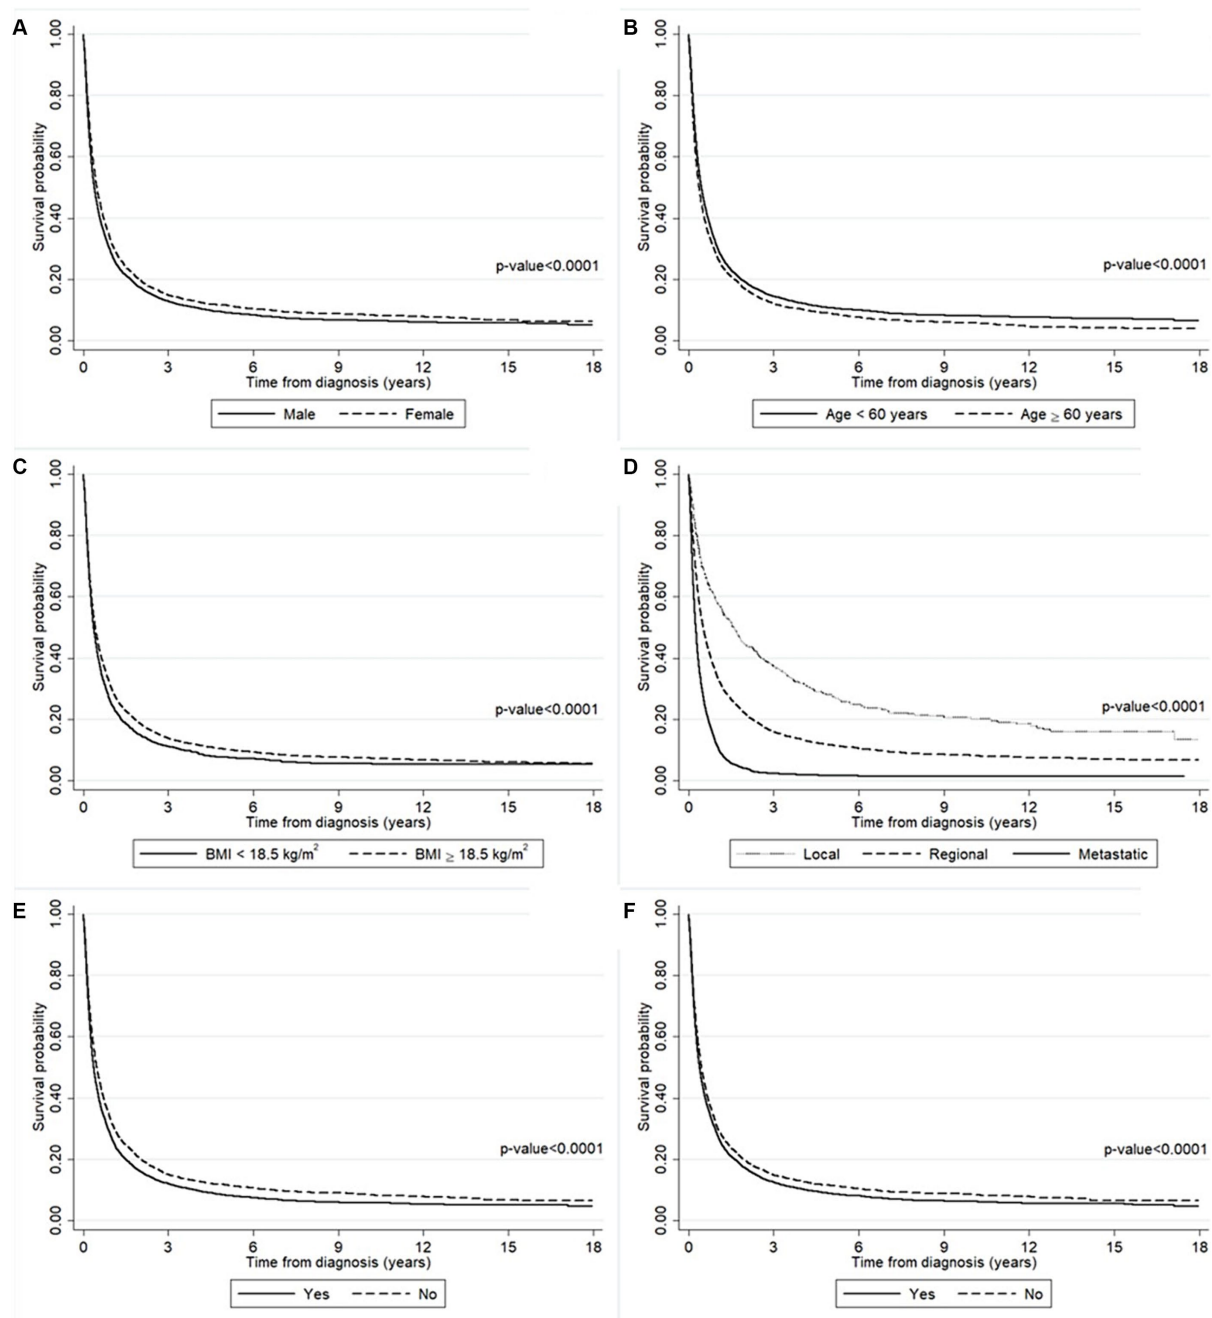 A
1.00
0.80
0.60
0.40
0.20
0.00
Survival probability
p-value<0.0001
0 3 6 9 12 15 18
Time from diagnosis (years)
Male Female
B
1.00
0.80
0.60
0.40
0.20
0.00
Survival probability
p-value<0.0001
0 3 6 9 12 15 18
Time from diagnosis (years)
Age < 60 years Age ≥ 60 years
C
1.00
0.80
0.60
0.40
0.20
0.00
Survival probability
p-value<0.0001
0 3 6 9 12 15 18
Time from diagnosis (years)
BMI < 18.5 kg/m² BMI ≥ 18.5 kg/m²
D
1.00
0.80
0.60
0.40
0.20
0.00
Survival probability
p-value<0.0001
0 3 6 9 12 15 18
Time from diagnosis (years)
Local Regional Metastatic
E
1.00
0.80
0.60
0.40
0.20
0.00
Survival probability
p-value<0.0001
0 3 6 9 12 15 18
Time from diagnosis (years)
Yes No
F
1.00
0.80
0.60
0.40
0.20
0.00
Survival probability
p-value<0.0001
0 3 6 9 12 15 18
Time from diagnosis (years)
Yes No